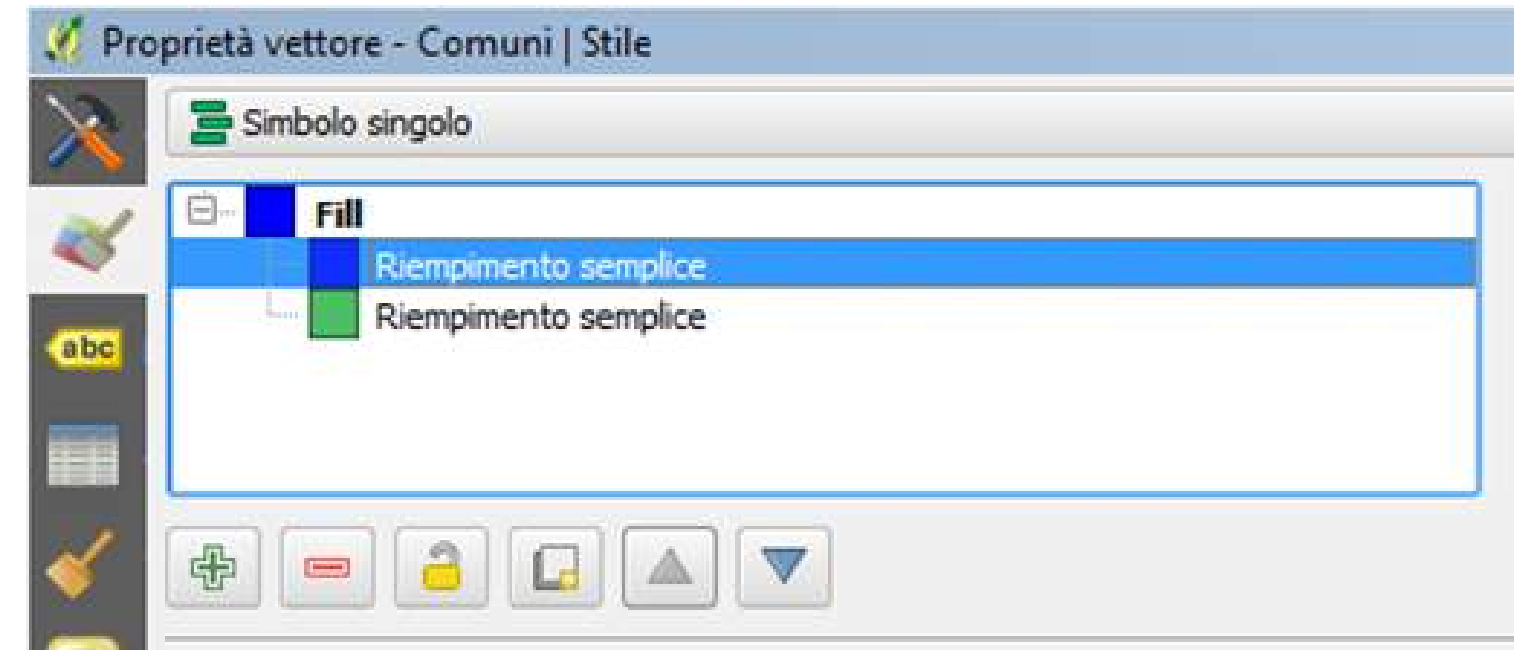 Proprietà vettore - Comuni | Stile
Simbolo singolo
Fill
Riempimento semplice
Riempimento semplice
abc